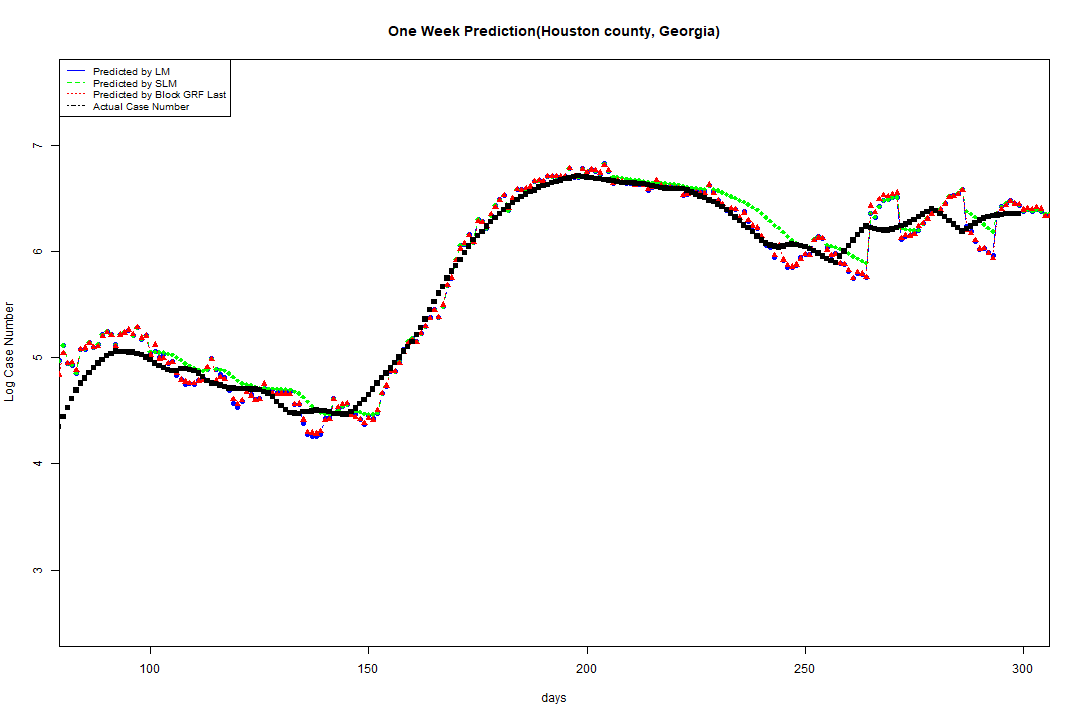 One Week Prediction(Houston county, Georgia)
Predicted by LM
Predicted by SLM
Predicted by Block GRF Last
Actual Case Number
7
6
5
4
3
Log Case Number
100 150 200 250 300
days